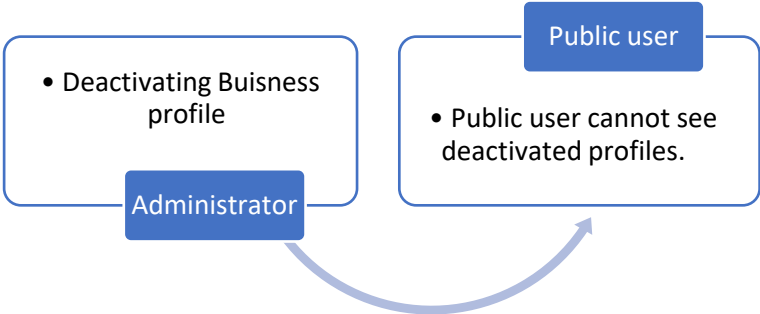 • Deactivating Buisness
profile
Administrator
Public user
• Public user cannot see
deactivated profiles.